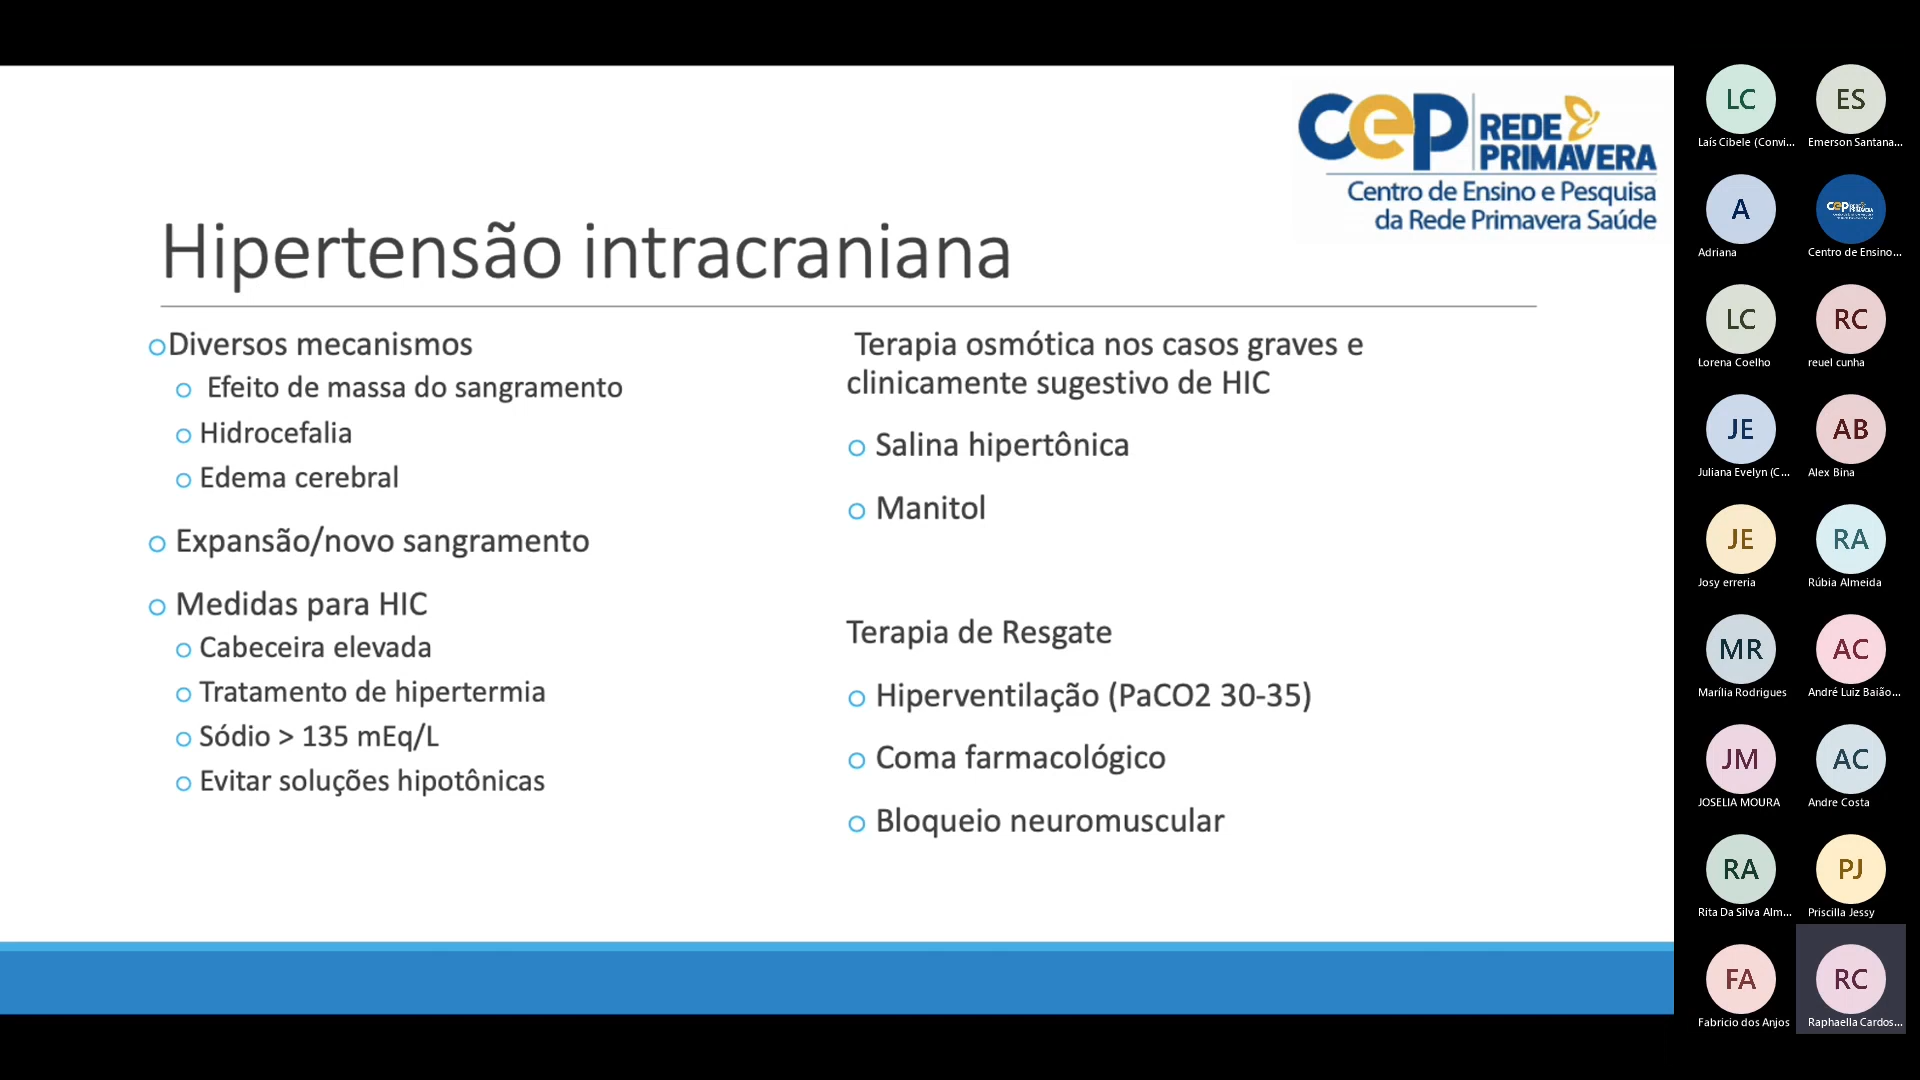 cep REDE
PRIMAVERA
Centro de Ensino e Pesquisa
da Rede Primavera Saúde
Hipertensão intracraniana
Diversos mecanismos
Efeito de massa do sangramento
Hidrocefalia
Edema cerebral
Expansão/novo sangramento
Medidas para HIC
Cabeceira elevada
Tratamento de hipertermia
Sódio > 135 mEq/L
Evitar soluções hipotônicas
Terapia osmótica nos casos graves e
clinicamente sugestivo de HIC
Salina hipertônica
Manitol
Terapia de Resgate
Hiperventilação (PaCO2 30-35)
Coma farmacológico
Bloqueio neuromuscular
LC
Laís Cibele (Convi...
ES
Emerson Santana...
A
Adriana
cep REDE
Centro de Ensino...
LC
Lorena Coelho
RC
reuel cunha
JE
Juliana Evelyn (C...
AB
Alex Bina
JE
Josy erreria
RA
Rúbia Almeida
MR
Marília Rodrigues
AC
André Luiz Baião...
JM
JOSELIA MOURA
AC
Andre Costa
RA
Rita Da Silva Alm...
PJ
Priscilla Jessy
FA
Fabricio dos Anjos
RC
Raphaella Cardos...